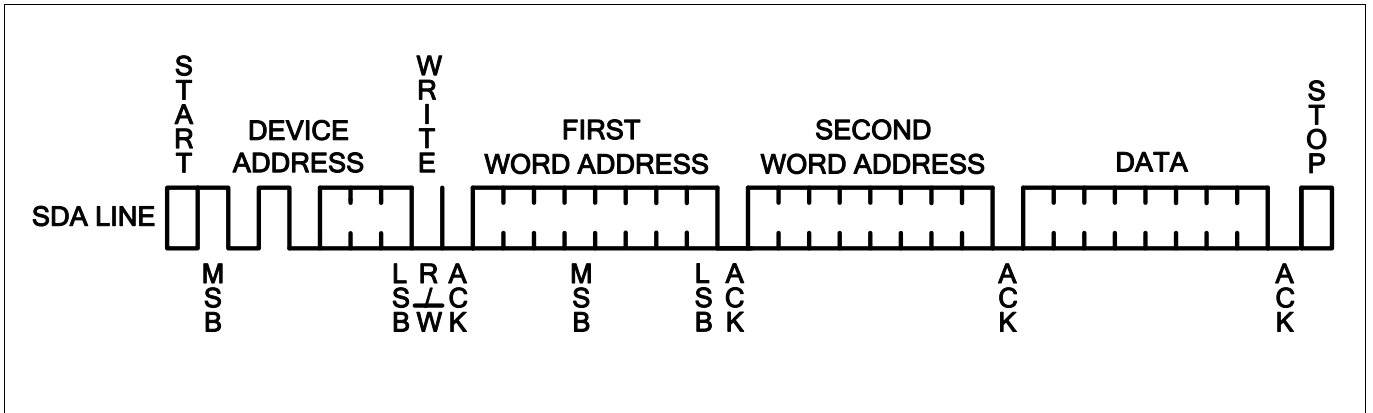 START
WRITE
STOP
DEVICE
ADDRESS
FIRST
WORD ADDRESS
SECOND
WORD ADDRESS
DATA
SDA LINE
MSB
LSB
R/W
ACK
MSB
LSB
ACK
ACK
ACK